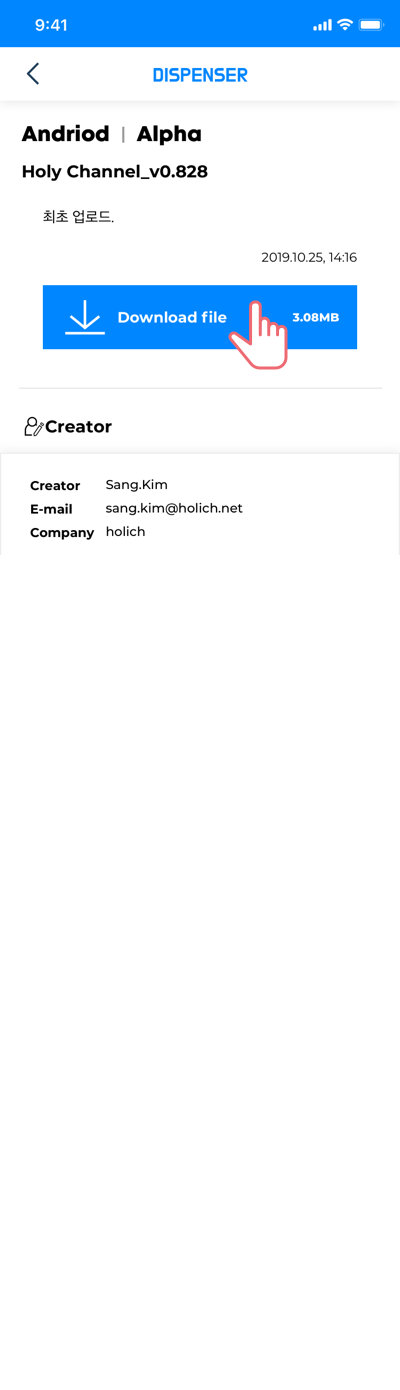 9:41
DISPENSER
Andriod | Alpha
Holy Channel_v0.828
최초 업로드.
2019.10.25, 14:16
Download file 3.08MB
Creator
Creator Sang.Kim
E-mail sang.kim@holich.net
Company holich